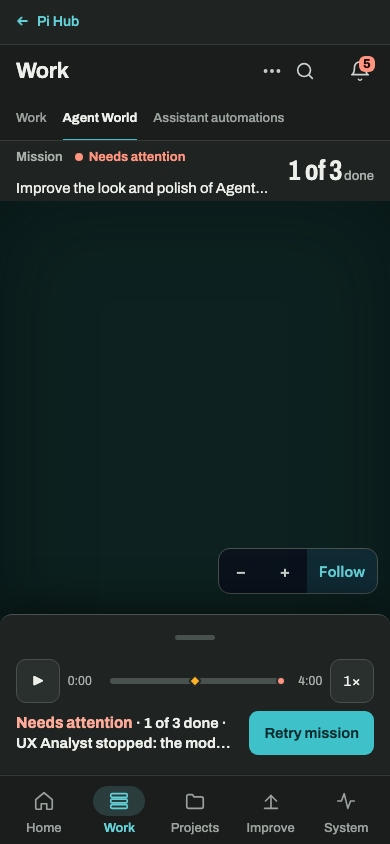 Pi Hub
Work
5
Work Agent World Assistant automations
Mission Needs attention
Improve the look and polish of Agent...
1 of 3 done
− + Follow
0:00 4:00 1×
Needs attention · 1 of 3 done ·
UX Analyst stopped: the mod...
Retry mission
Home Work Projects Improve System